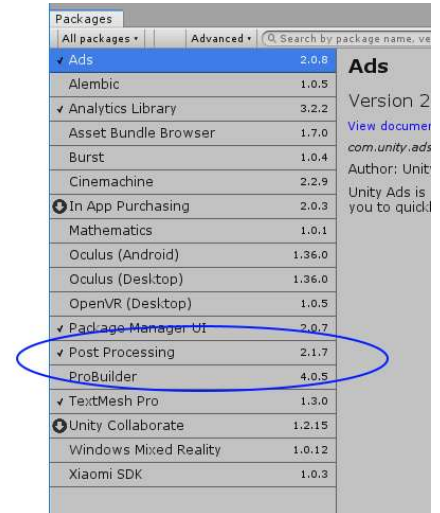 Packages
All packages ▾ Advanced ▾ Search by package name, ve
✓ Ads 2.0.8
Alembic 1.0.5
✓ Analytics Library 3.2.2
Asset Bundle Browser 1.7.0
Burst 1.0.4
Cinemachine 2.2.9
In App Purchasing 2.0.3
Mathematics 1.0.1
Oculus (Android) 1.36.0
Oculus (Desktop) 1.36.0
OpenVR (Desktop) 1.0.5
✓ Package Manager UI 2.0.7
✓ Post Processing 2.1.7
ProBuilder 4.0.5
✓ TextMesh Pro 1.3.0
Unity Collaborate 1.2.15
Windows Mixed Reality 1.0.12
Xiaomi SDK 1.0.3
Ads
Version 2
View documen
com.unity.ads
Author: Unit
Unity Ads is
you to quickl